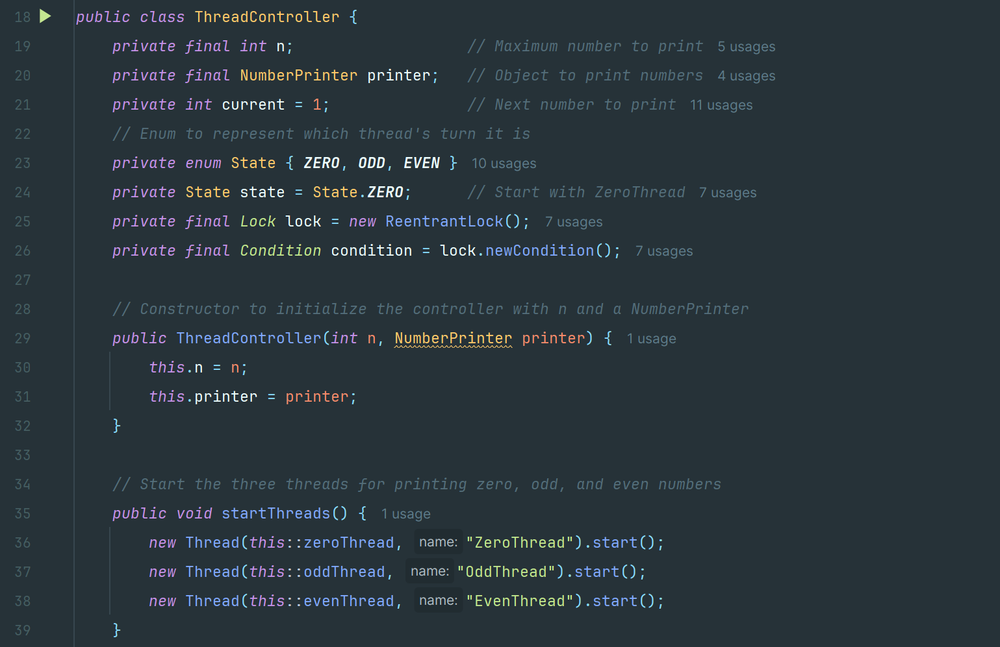 18 public class ThreadController {
19 private final int n; // Maximum number to print 5 usages
20 private final NumberPrinter printer; // Object to print numbers 4 usages
21 private int current = 1; // Next number to print 11 usages
22 // Enum to represent which thread's turn it is
23 private enum State { ZERO, ODD, EVEN } 10 usages
24 private State state = State.ZERO; // Start with ZeroThread 7 usages
25 private final Lock lock = new ReentrantLock(); 7 usages
26 private final Condition condition = lock.newCondition(); 7 usages
27
28 // Constructor to initialize the controller with n and a NumberPrinter
29 public ThreadController(int n, NumberPrinter printer) { 1 usage
30 this.n = n;
31 this.printer = printer;
32 }
33
34 // Start the three threads for printing zero, odd, and even numbers
35 public void startThreads() { 1 usage
36 new Thread(this::zeroThread, name: "ZeroThread").start();
37 new Thread(this::oddThread, name: "OddThread").start();
38 new Thread(this::evenThread, name: "EvenThread").start();
39 }